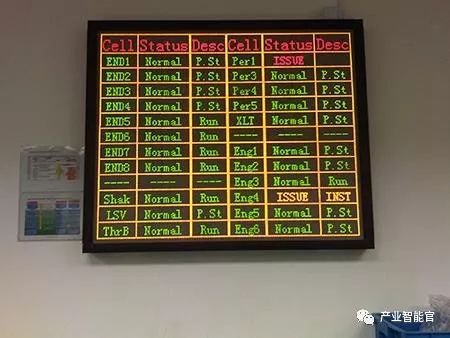 Cell Status Desc Cell Status Desc
END1 Normal P.St Per1 ISSUE
END2 Normal P.St Per3 Normal P.St
END3 Normal P.St Per4 Normal P.St
END4 Normal P.St Per5 Normal P.St
END5 Normal Run XLT Normal P.St
END6 Normal Run ---- ---- ----
END7 Normal Run Eng1 Normal P.St
END8 Normal Run Eng2 Normal P.St
---- ---- ---- Eng3 Normal Run
Shak Normal Run Eng4 ISSUE INST
LSV Normal P.St Eng5 Normal P.St
ThrB Normal Run Eng6 Normal P.St
产业智能官